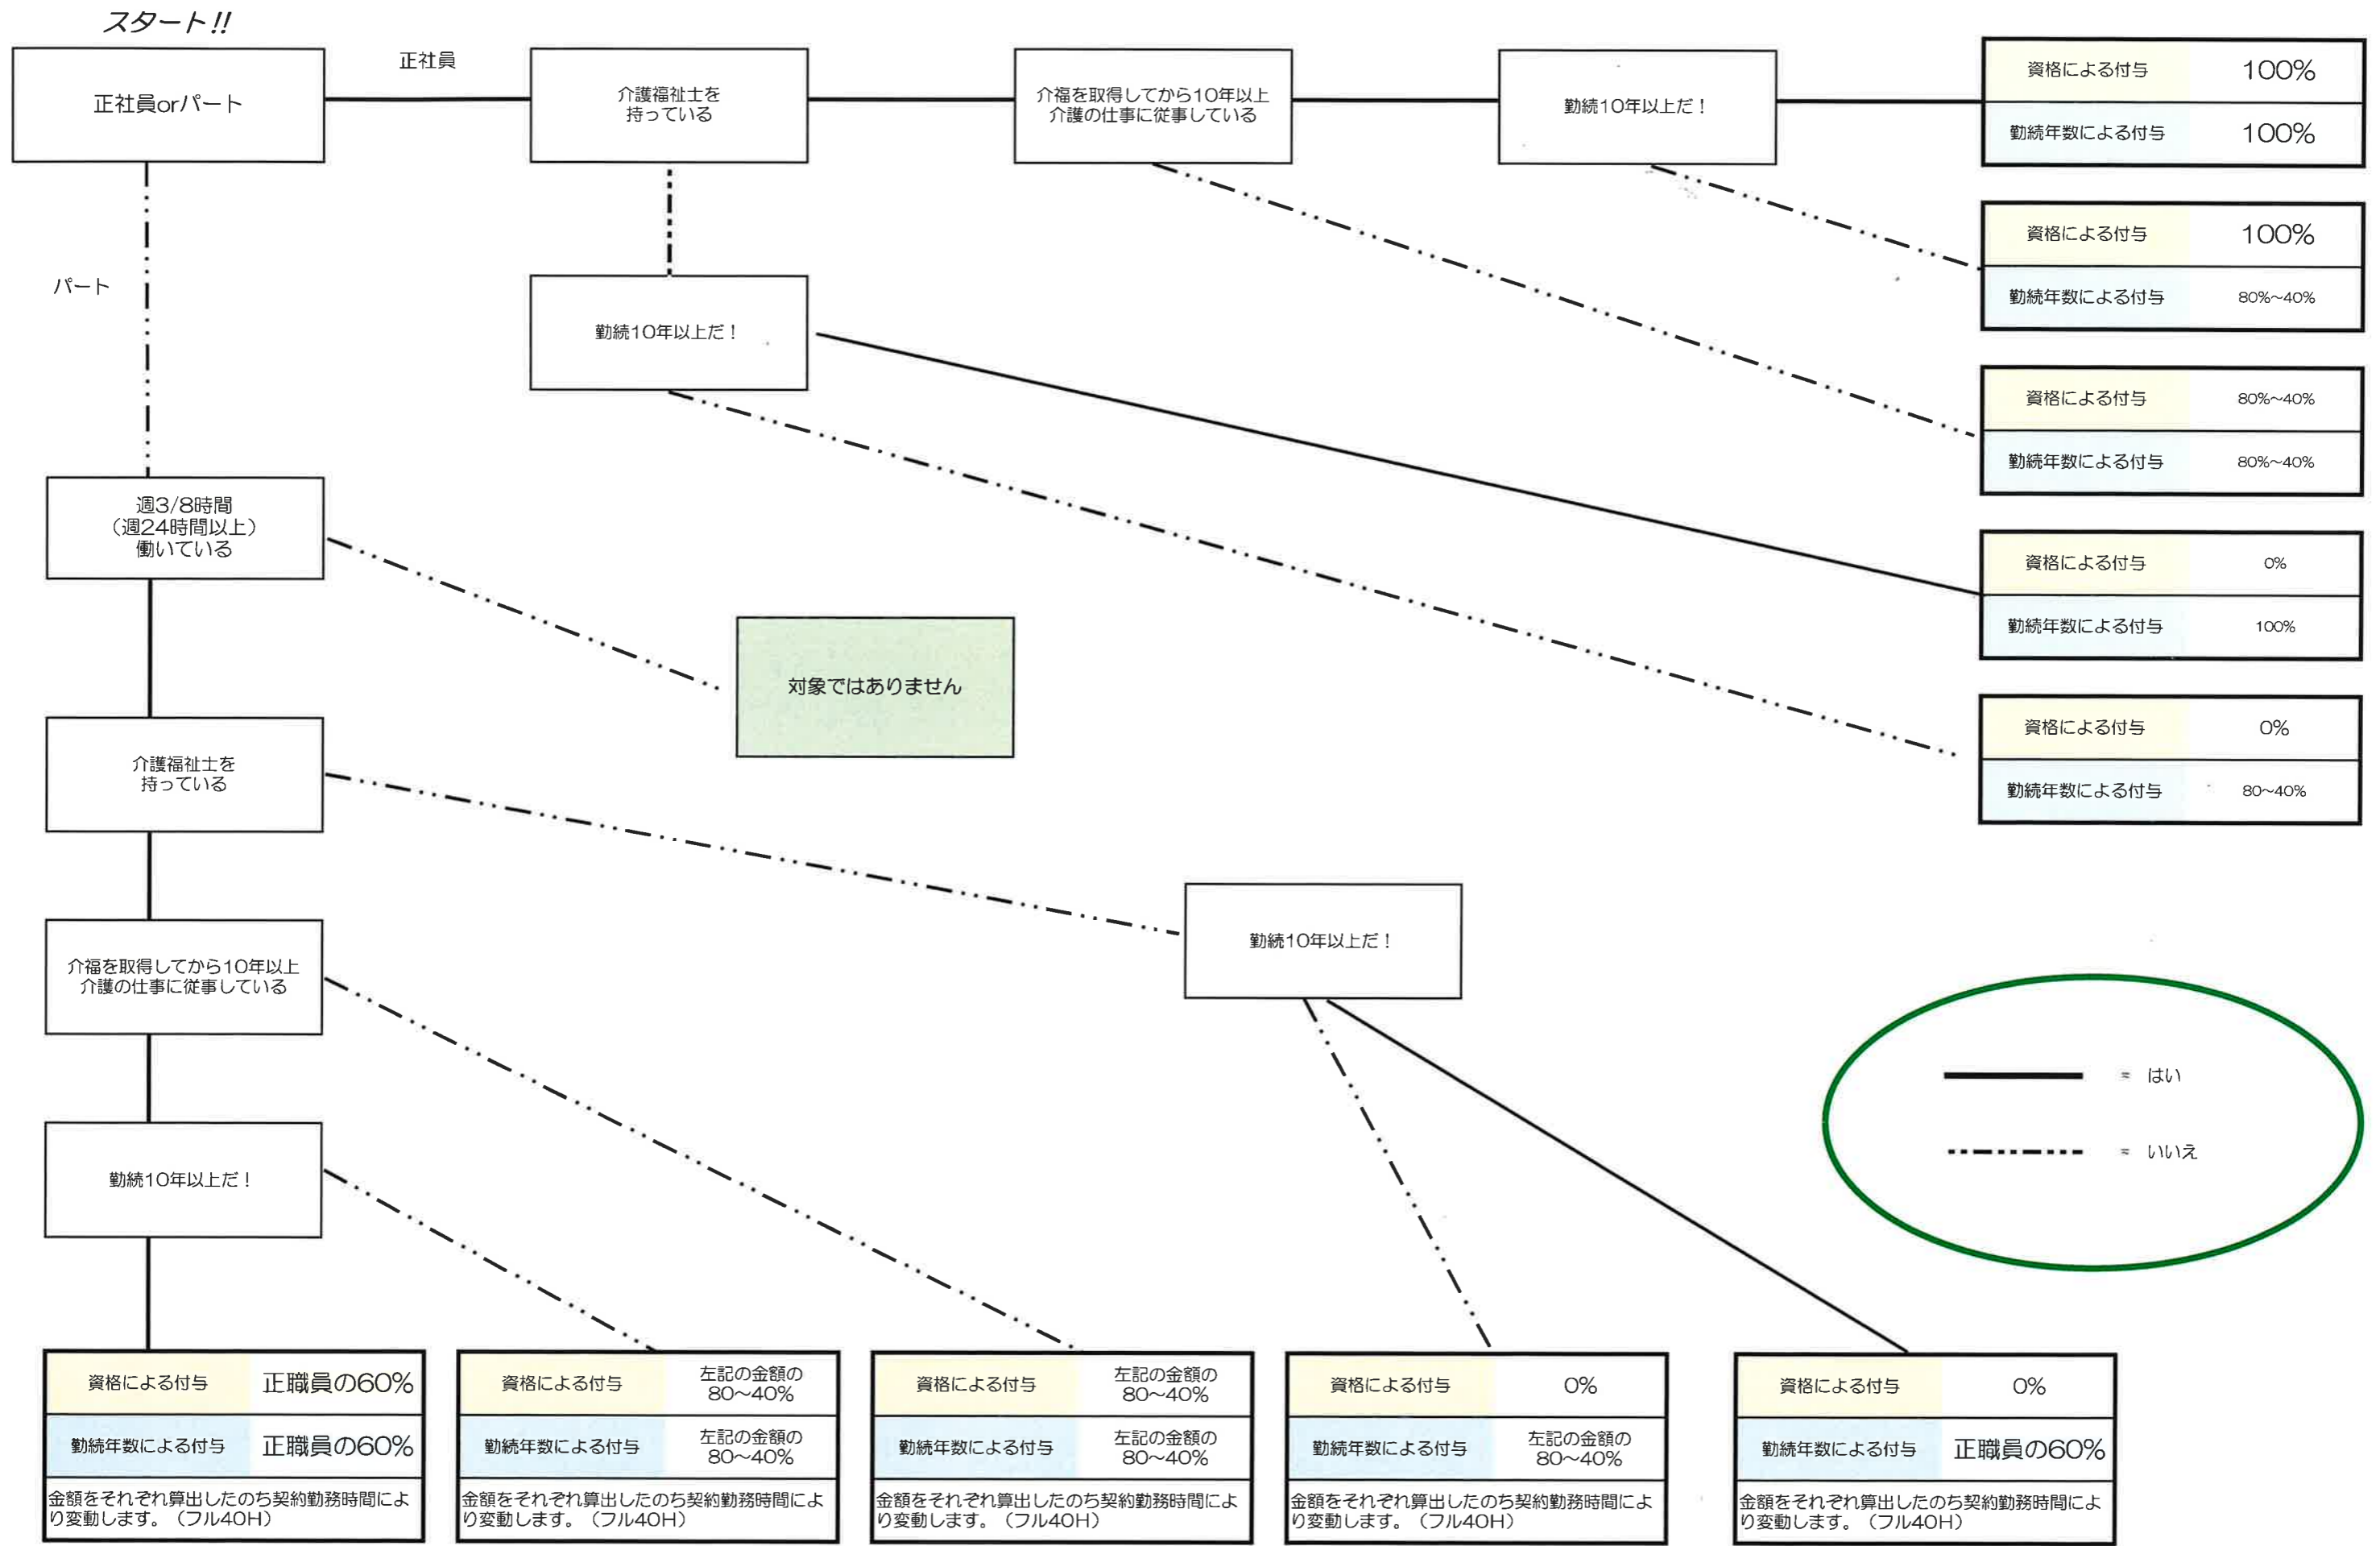 スタート!!
正社員orパート
正社員
介護福祉士を
持っている
介福を取得してから10年以上
介護の仕事に従事している
勤続10年以上だ！
資格による付与 100%
勤続年数による付与 100%
資格による付与 100%
勤続年数による付与 80%～40%
パート
勤続10年以上だ！
資格による付与 80%～40%
勤続年数による付与 80%～40%
週3/8時間
（週24時間以上）
働いている
資格による付与 0%
勤続年数による付与 100%
対象ではありません
資格による付与 0%
勤続年数による付与 80～40%
介護福祉士を
持っている
勤続10年以上だ！
介福を取得してから10年以上
介護の仕事に従事している
= はい
= いいえ
勤続10年以上だ！
資格による付与 正職員の60%
勤続年数による付与 正職員の60%
金額をそれぞれ算出したのち契約勤務時間によ
り変動します。（フル40H）
資格による付与 左記の金額の
80～40%
勤続年数による付与 左記の金額の
80～40%
金額をそれぞれ算出したのち契約勤務時間によ
り変動します。（フル40H）
資格による付与 左記の金額の
80～40%
勤続年数による付与 左記の金額の
80～40%
金額をそれぞれ算出したのち契約勤務時間によ
り変動します。（フル40H）
資格による付与 0%
勤続年数による付与 左記の金額の
80～40%
金額をそれぞれ算出したのち契約勤務時間によ
り変動します。（フル40H）
資格による付与 0%
勤続年数による付与 正職員の60%
金額をそれぞれ算出したのち契約勤務時間によ
り変動します。（フル40H）